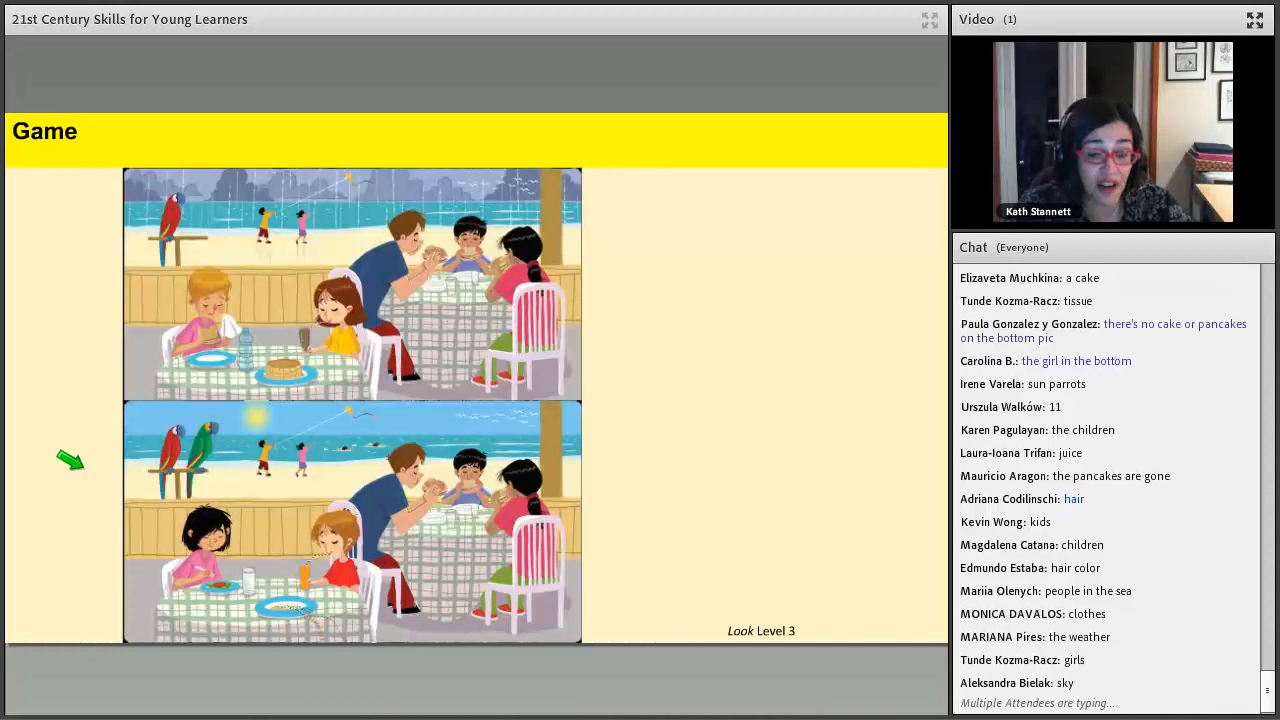 21st Century Skills for Young Learners
Game
Look Level 3
Video (1)
Kath Stannett
Chat (Everyone)
Elizaveta Muchkina: a cake
Tunde Kozma-Racz: tissue
Paula Gonzalez y Gonzalez: there's no cake or pancakes
on the bottom pic
Carolina B.: the girl in the bottom
Irene Varela: sun parrots
Urszula Walków: 11
Karen Pagulayan: the children
Laura-Ioana Trifan: juice
Mauricio Aragon: the pancakes are gone
Adriana Codilinschi: hair
Kevin Wong: kids
Magdalena Catana: children
Edmundo Estaba: hair color
Mariia Olenych: people in the sea
MONICA DAVALOS: clothes
MARIANA Pires: the weather
Tunde Kozma-Racz: girls
Aleksandra Bielak: sky
Multiple Attendees are typing...